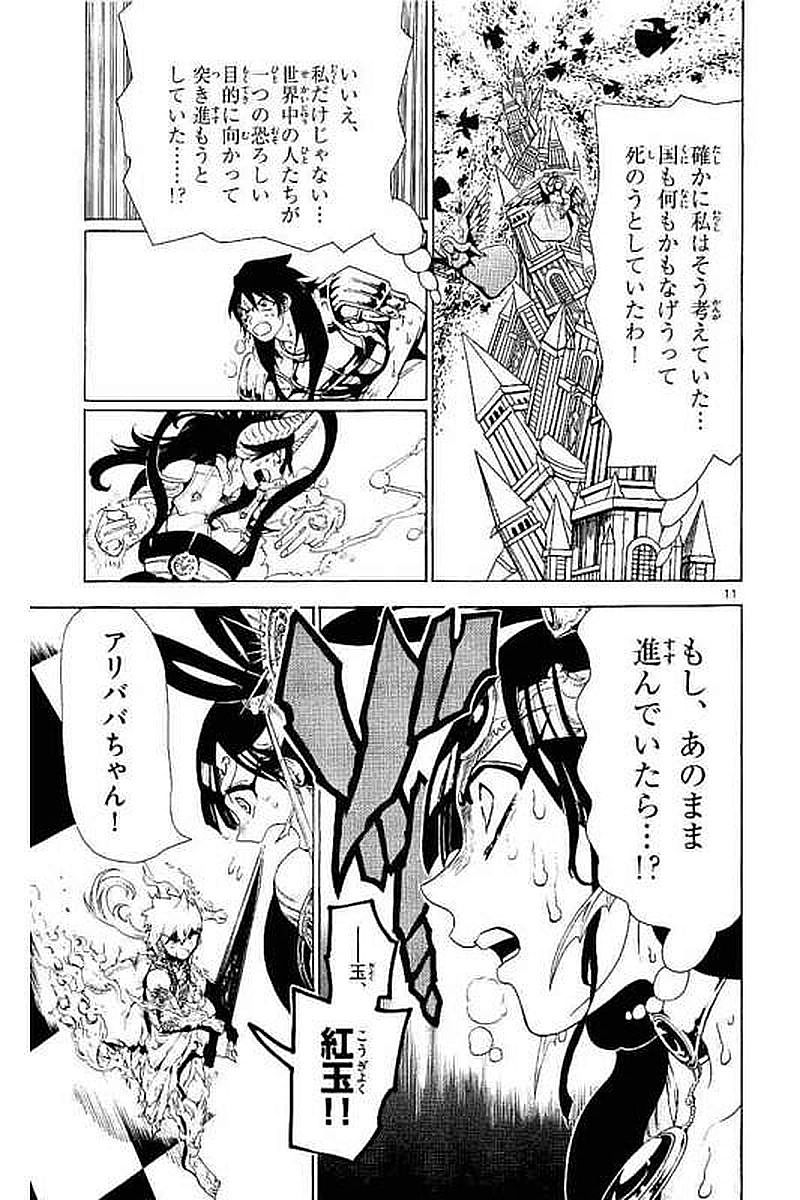 確かに私はそう考えていた…
国も何もかもなげうって
死のうとしていたわ！
いいえ、
私だけじゃない…
世界中の人たちが
一つの恐ろしい
目的に向かって
突き進もうと
していた……!?
11
もし、あのまま
進んでいたら…!?
―玉、
紅玉!!
アリババちゃん！